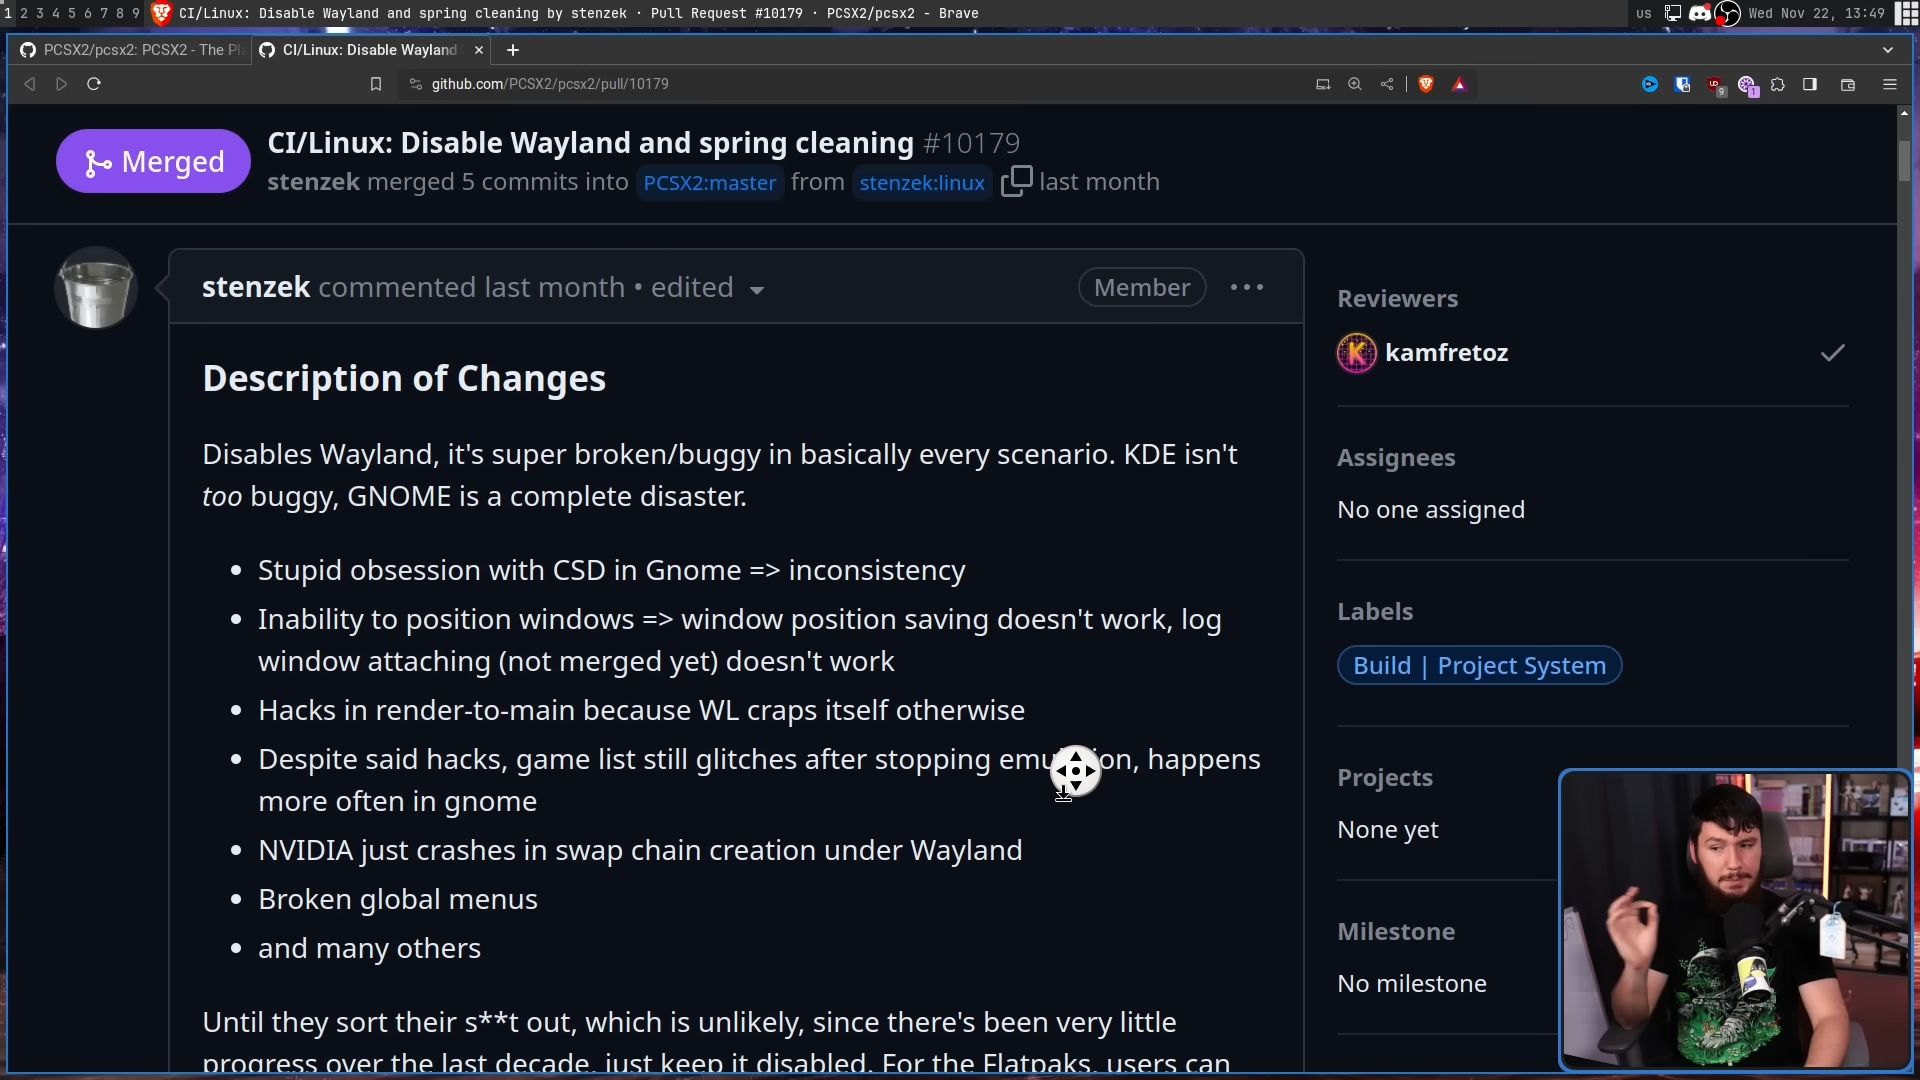 1 2 3 4 5 6 7 8 9 CI/Linux: Disable Wayland and spring cleaning by stenzek · Pull Request #10179 · PCSX2/pcsx2 - Brave
us Wed Nov 22, 13:49
PCSX2/pcsx2: PCSX2 - The Pl
CI/Linux: Disable Wayland
github.com/PCSX2/pcsx2/pull/10179
9
1
Merged
CI/Linux: Disable Wayland and spring cleaning #10179
stenzek merged 5 commits into PCSX2:master from stenzek:linux last month
stenzek commented last month • edited
Member
Description of Changes
Disables Wayland, it's super broken/buggy in basically every scenario. KDE isn't
too buggy, GNOME is a complete disaster.
• Stupid obsession with CSD in Gnome => inconsistency
• Inability to position windows => window position saving doesn't work, log
window attaching (not merged yet) doesn't work
• Hacks in render-to-main because WL craps itself otherwise
• Despite said hacks, game list still glitches after stopping emu ion, happens
more often in gnome
• NVIDIA just crashes in swap chain creation under Wayland
• Broken global menus
• and many others
Until they sort their s**t out, which is unlikely, since there's been very little
progress over the last decade, just keep it disabled. For the Flatpaks, users can
Reviewers
K kamfretoz
Assignees
No one assigned
Labels
Build | Project System
Projects
None yet
Milestone
No milestone